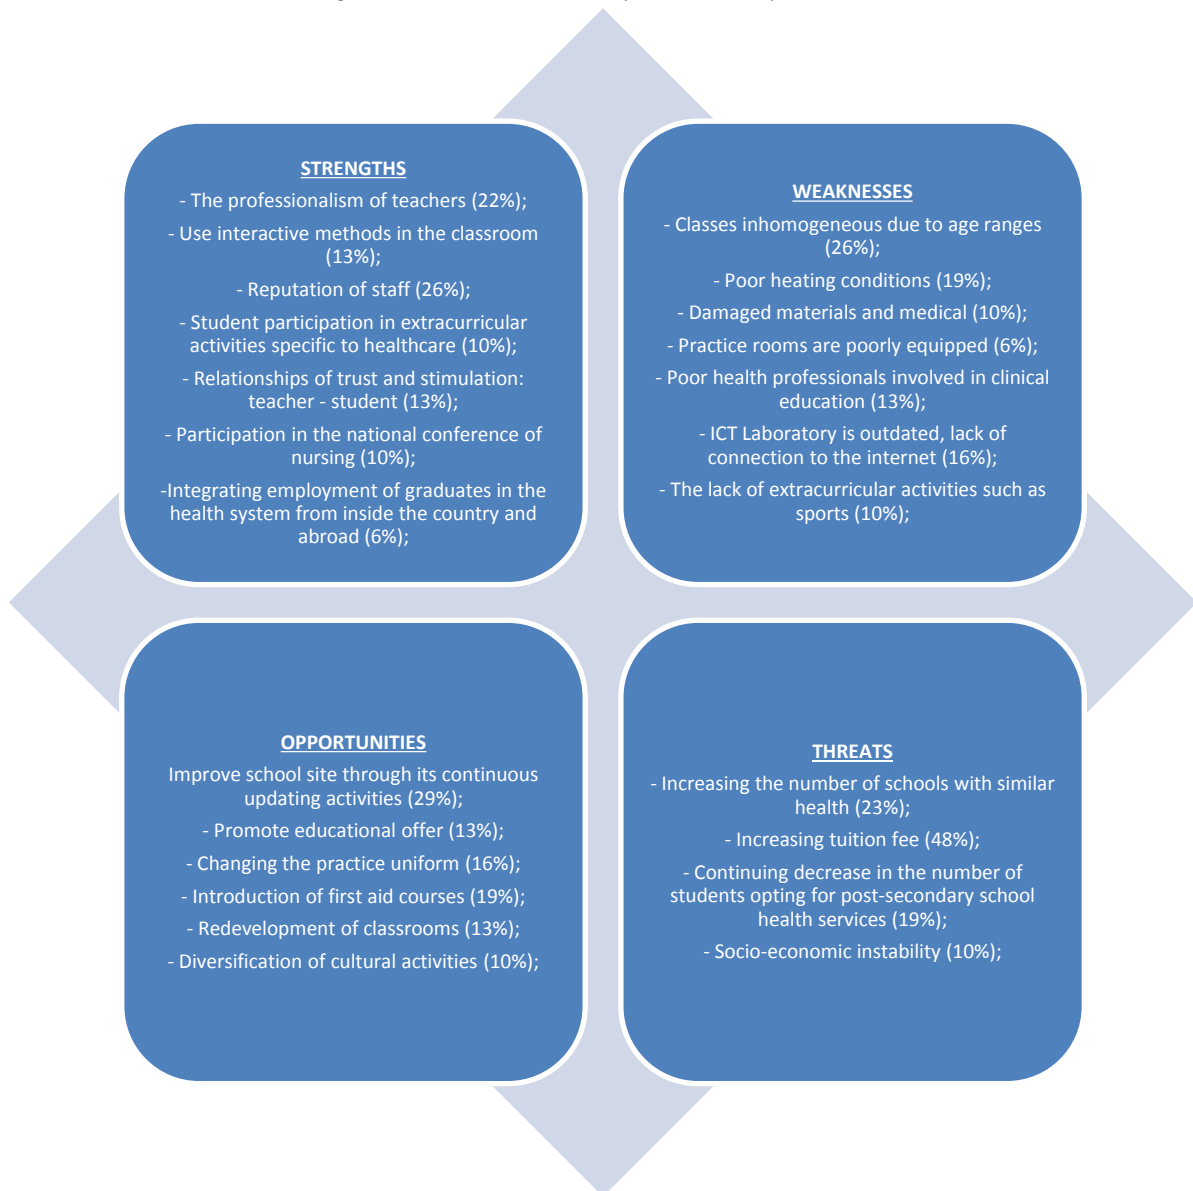 STRENGTHS
- The professionalism of teachers (22%);
- Use interactive methods in the classroom
(13%);
- Reputation of staff (26%);
- Student participation in extracurricular
activities specific to healthcare (10%);
- Relationships of trust and stimulation:
teacher - student (13%);
- Participation in the national conference of
nursing (10%);
-Integrating employment of graduates in the
health system from inside the country and
abroad (6%);
WEAKNESSES
- Classes inhomogeneous due to age ranges
(26%);
- Poor heating conditions (19%);
- Damaged materials and medical (10%);
- Practice rooms are poorly equipped (6%);
- Poor health professionals involved in clinical
education (13%);
- ICT Laboratory is outdated, lack of
connection to the internet (16%);
- The lack of extracurricular activities such as
sports (10%);
OPPORTUNITIES
Improve school site through its continuous
updating activities (29%);
- Promote educational offer (13%);
- Changing the practice uniform (16%);
- Introduction of first aid courses (19%);
- Redevelopment of classrooms (13%);
- Diversification of cultural activities (10%);
THREATS
- Increasing the number of schools with similar
health (23%);
- Increasing tuition fee (48%);
- Continuing decrease in the number of
students opting for post-secondary school
health services (19%);
- Socio-economic instability (10%);